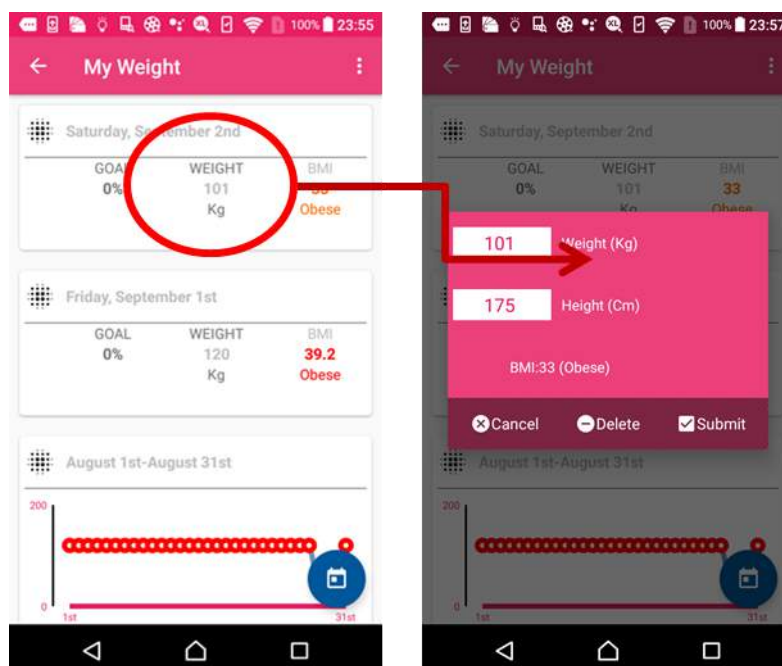 100% 23:55
My Weight
Saturday, September 2nd
GOAL WEIGHT BMI
0% 101 33
Kg Obese
Friday, September 1st
GOAL WEIGHT BMI
0% 120 39.2
Kg Obese
August 1st-August 31st
200
0
1st 31st
100% 23:57
My Weight
Saturday, September 2nd
GOAL WEIGHT BMI
0% 101 33
Kg Obese
101 Weight (Kg)
175 Height (Cm)
BMI:33 (Obese)
Cancel Delete Submit
August 1st-August 31st
200
0
1st 31st